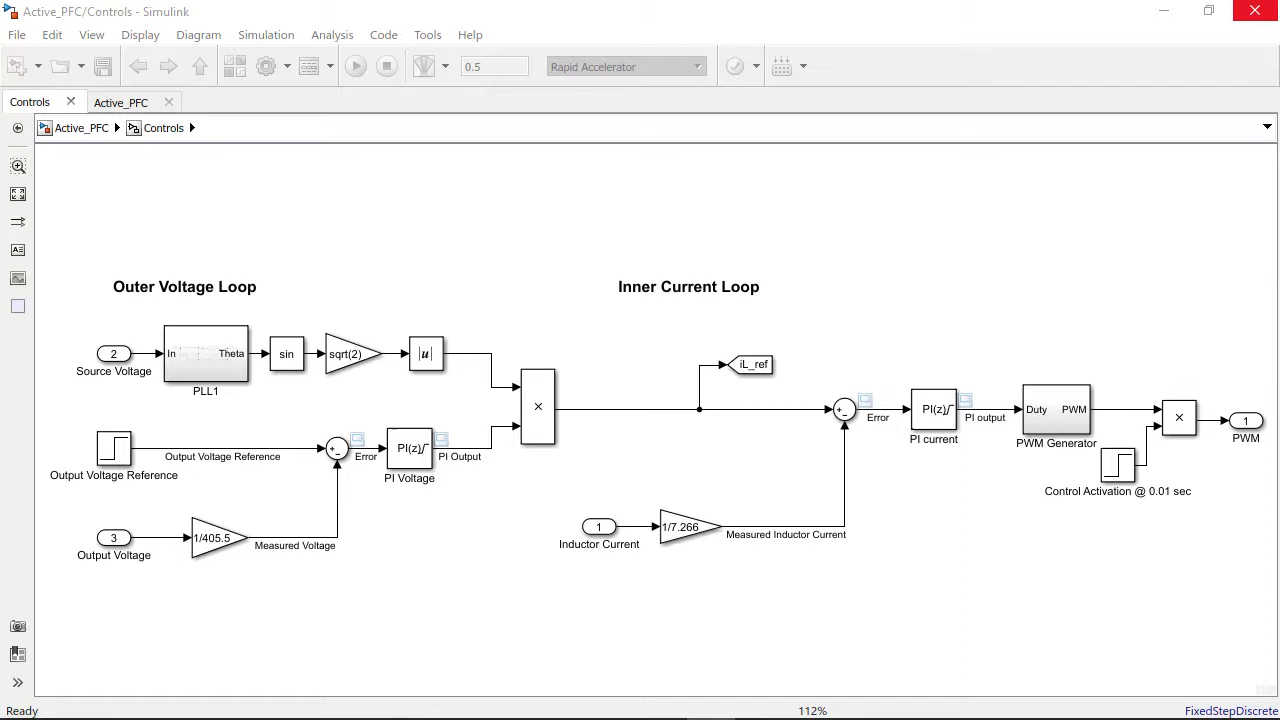 Active_PFC/Controls - Simulink
File Edit View Display Diagram Simulation Analysis Code Tools Help
0.5 Rapid Accelerator
Controls Active_PFC
Active_PFC Controls
Outer Voltage Loop
Inner Current Loop
2
Source Voltage
In Theta
PLL1
sin
sqrt(2)
|u|
×
iL_ref
Output Voltage Reference
Output Voltage Reference
+
-
Error
PI(z)
PI Voltage
PI Output
3
Output Voltage
1/405.5
Measured Voltage
1
Inductor Current
1/7.266
Measured Inductor Current
+
-
Error
PI(z)
PI current
PI output
Duty PWM
PWM Generator
Control Activation @ 0.01 sec
×
1
PWM
Ready 112% FixedStepDiscrete